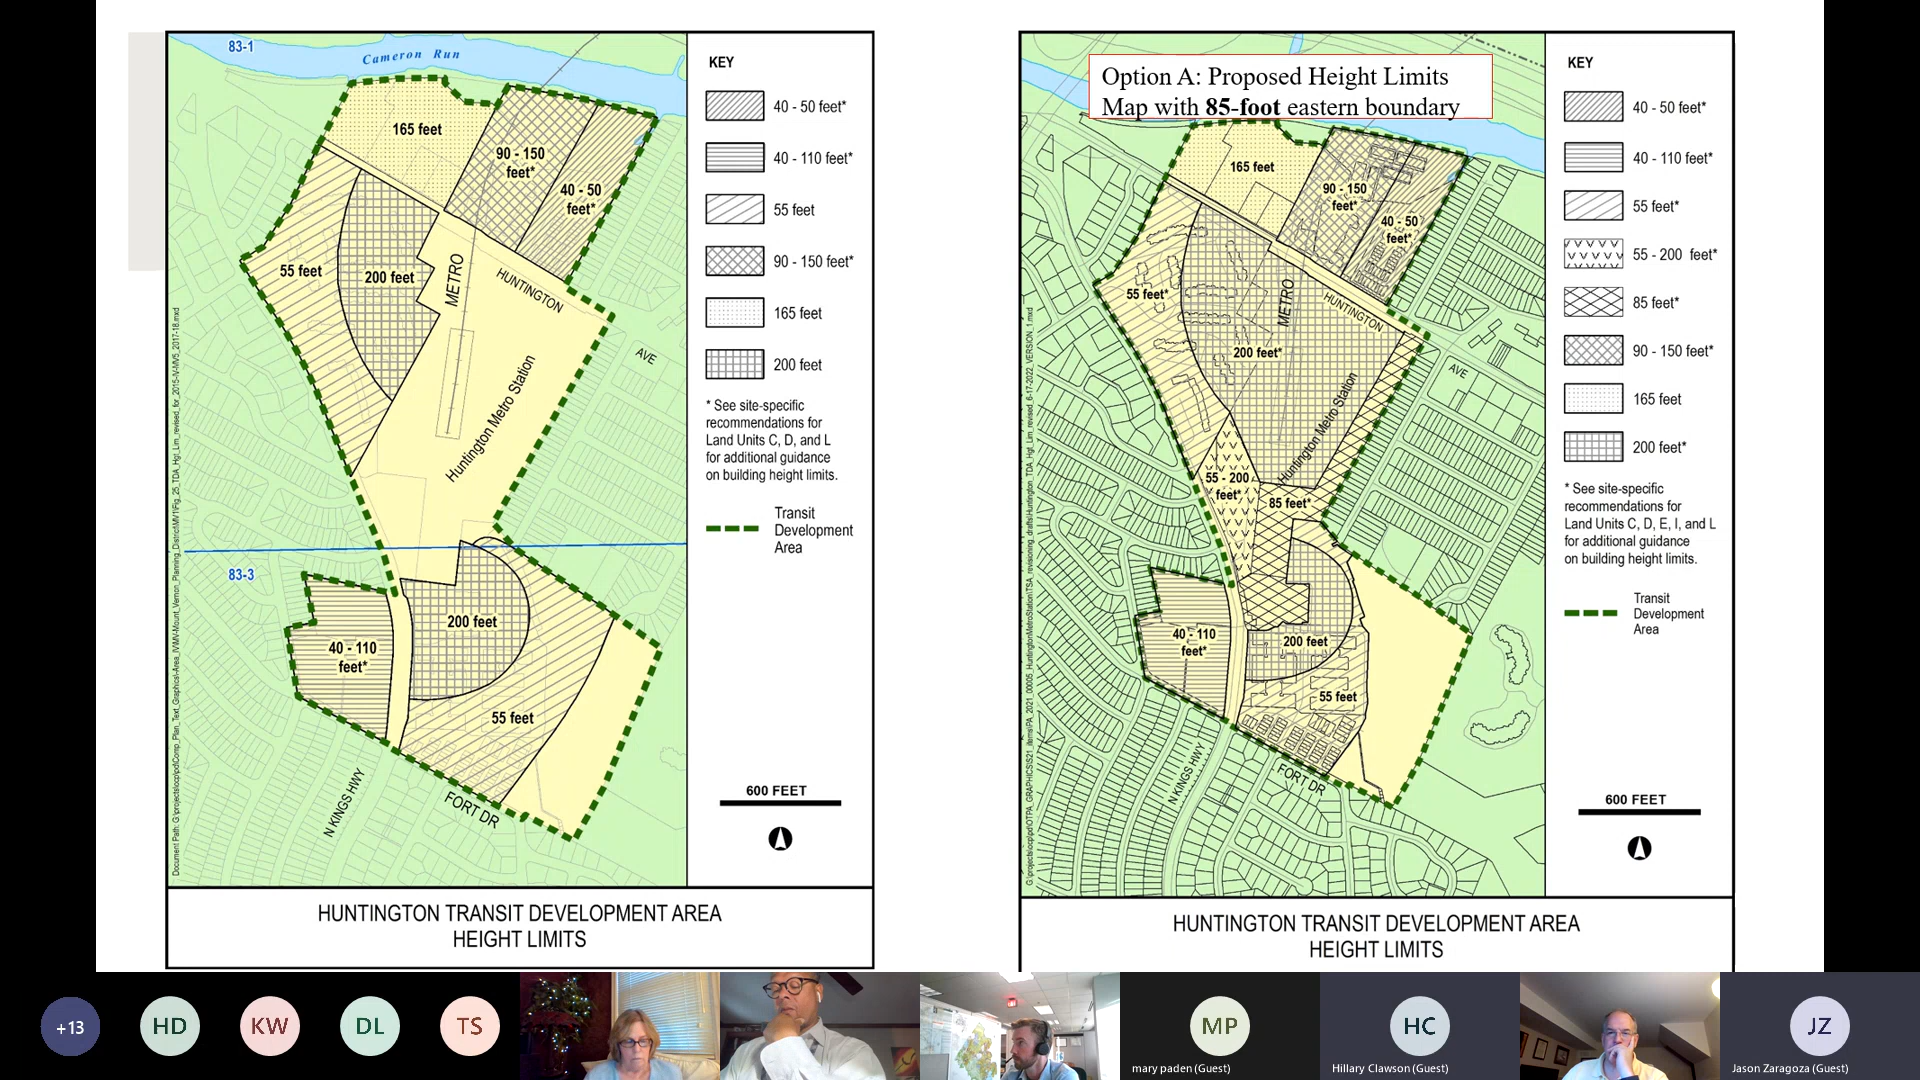 83-1
Cameron Run
165 feet
90 - 150
feet*
40 - 50
feet*
55 feet
200 feet
METRO
HUNTINGTON
AVE
Huntington Metro Station
83-3
200 feet
40 - 110
feet*
55 feet
N KINGS HWY
FORT DR
KEY
40 - 50 feet*
40 - 110 feet*
55 feet
90 - 150 feet*
165 feet
200 feet
* See site-specific
recommendations for
Land Units C, D, and L
for additional guidance
on building height limits.
Transit
Development
Area
600 FEET
HUNTINGTON TRANSIT DEVELOPMENT AREA
HEIGHT LIMITS
Option A: Proposed Height Limits
Map with 85-foot eastern boundary
165 feet
90 - 150
feet*
40 - 50
feet*
55 feet*
METRO
HUNTINGTON
200 feet*
AVE
Huntington Metro Station
55 - 200
feet*
85 feet*
40 - 110
feet*
200 feet
55 feet
N KINGS HWY
FORT DR
KEY
40 - 50 feet*
40 - 110 feet*
55 feet*
55 - 200 feet*
85 feet*
90 - 150 feet*
165 feet
200 feet*
* See site-specific
recommendations for
Land Units C, D, E, I, and L
for additional guidance
on building height limits.
Transit
Development
Area
600 FEET
HUNTINGTON TRANSIT DEVELOPMENT AREA
HEIGHT LIMITS
+13
HD
KW
DL
TS
MP
mary paden (Guest)
HC
Hillary Clawson (Guest)
JZ
Jason Zaragoza (Guest)